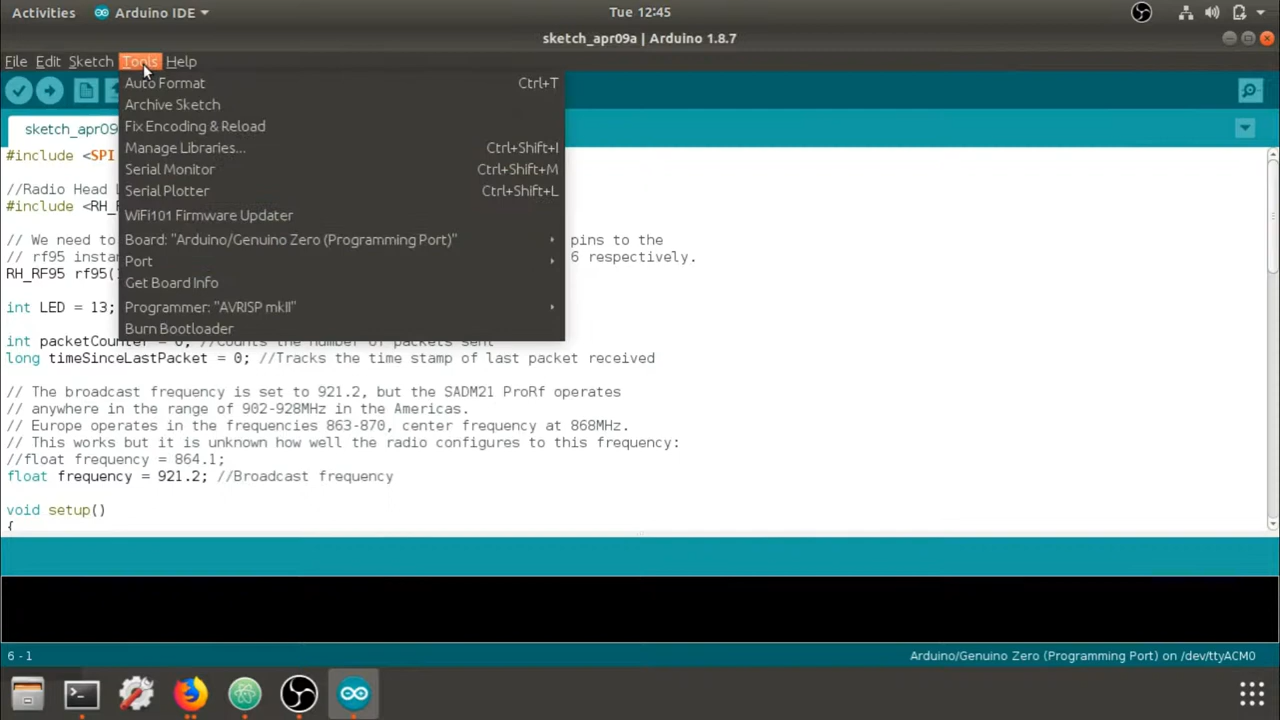 Activities Arduino IDE Tue 12:45
sketch_apr09a | Arduino 1.8.7
File Edit Sketch Tools Help
Auto Format Ctrl+T
Archive Sketch
sketch_apr09
Fix Encoding & Reload
Manage Libraries... Ctrl+Shift+I
#include <SPI
Serial Monitor Ctrl+Shift+M
//Radio Head L
Serial Plotter Ctrl+Shift+L
#include <RH_R
WiFi101 Firmware Updater
// We need to
Board: "Arduino/Genuino Zero (Programming Port)"
pins to the
// rf95 instan
Port
6 respectively.
RH_RF95 rf95(
Get Board Info
int LED = 13;
Programmer: "AVRISP mkII"
Burn Bootloader
int packetCounter = 0; //Counts the number of packets sent
long timeSinceLastPacket = 0; //Tracks the time stamp of last packet received
// The broadcast frequency is set to 921.2, but the SADM21 ProRf operates
// anywhere in the range of 902-928MHz in the Americas.
// Europe operates in the frequencies 863-870, center frequency at 868MHz.
// This works but it is unknown how well the radio configures to this frequency:
//float frequency = 864.1;
float frequency = 921.2; //Broadcast frequency
void setup()
{
6 - 1 Arduino/Genuino Zero (Programming Port) on /dev/ttyACM0